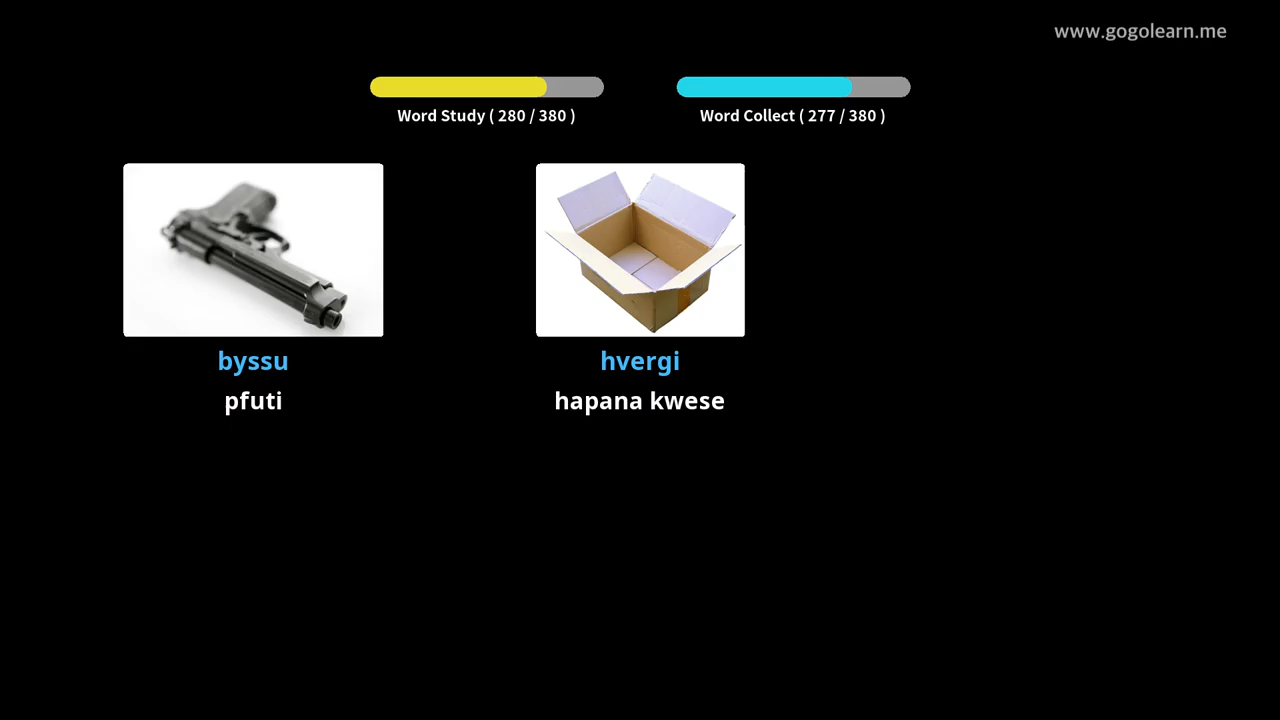 www.gogolearn.me
Word Study ( 280 / 380 )
Word Collect ( 277 / 380 )
byssu
hvergi
pfuti
hapana kwese